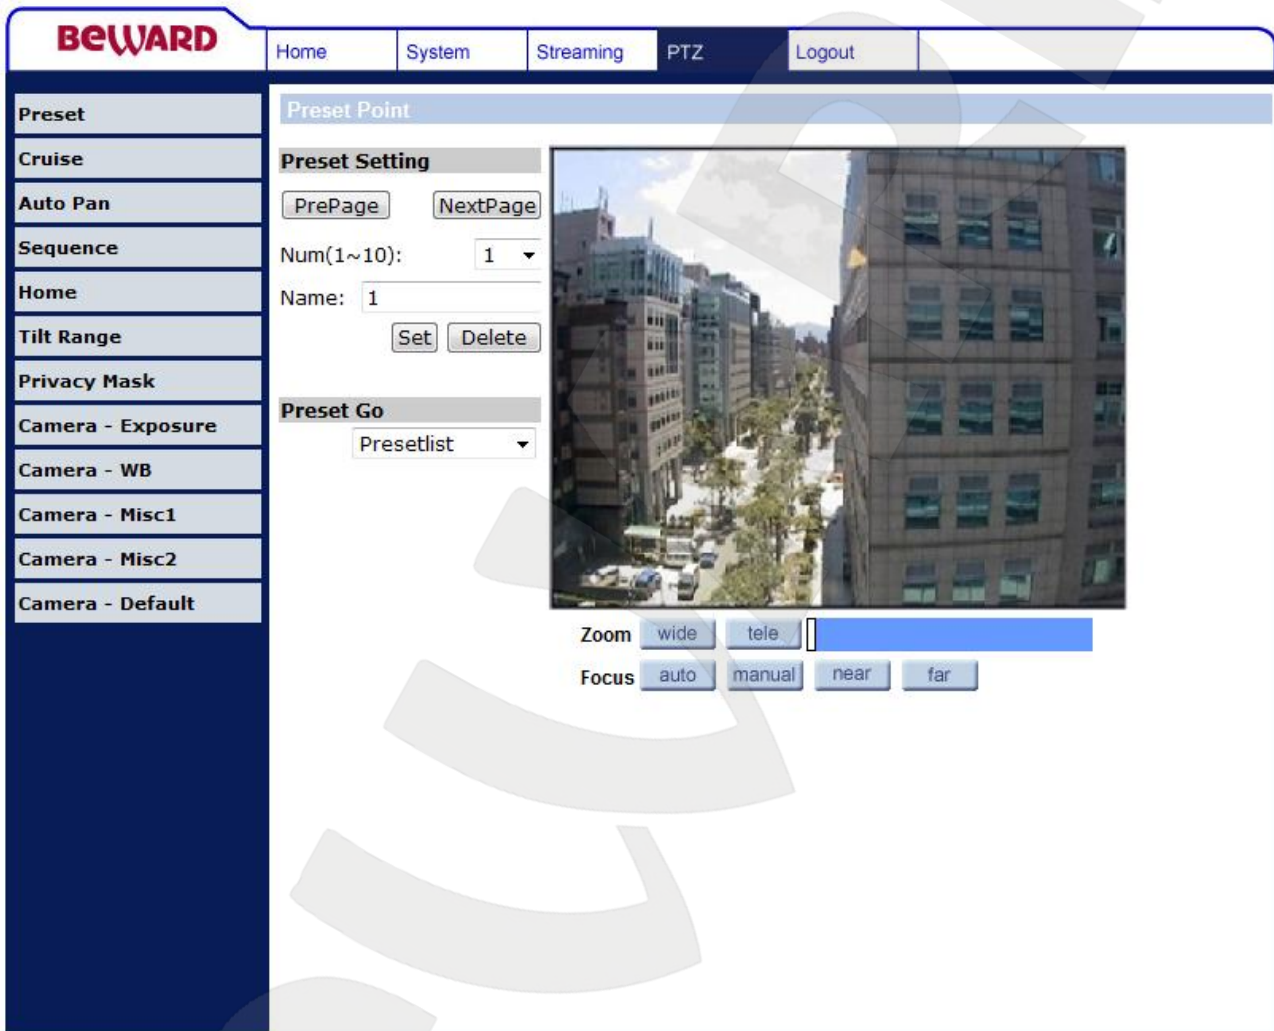 BEWARD
Home System Streaming PTZ Logout
Preset
Cruise
Auto Pan
Sequence
Home
Tilt Range
Privacy Mask
Camera - Exposure
Camera - WB
Camera - Misc1
Camera - Misc2
Camera - Default
Preset Point
Preset Setting
PrePage NextPage
Num(1~10): 1
Name: 1
Set Delete
Preset Go
Presetlist
Zoom wide tele
Focus auto manual near far